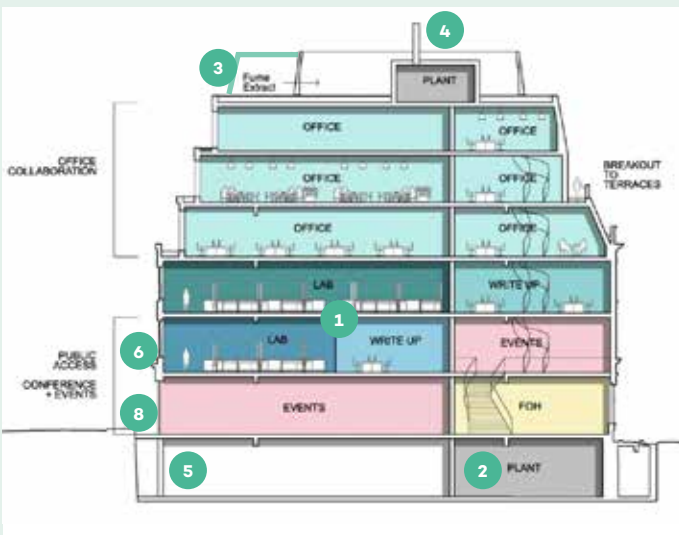 4
3
Fume
Extract
PLANT
OFFICE
OFFICE
OFFICE
COLLABORATION
OFFICE
OFFICE
BREAKOUT
TO
TERRACES
OFFICE
OFFICE
LAB
WRITE UP
1
6
LAB
WRITE UP
EVENTS
PUBLIC
ACCESS
CONFERENCE
+ EVENTS
8
EVENTS
FOH
5
2
PLANT